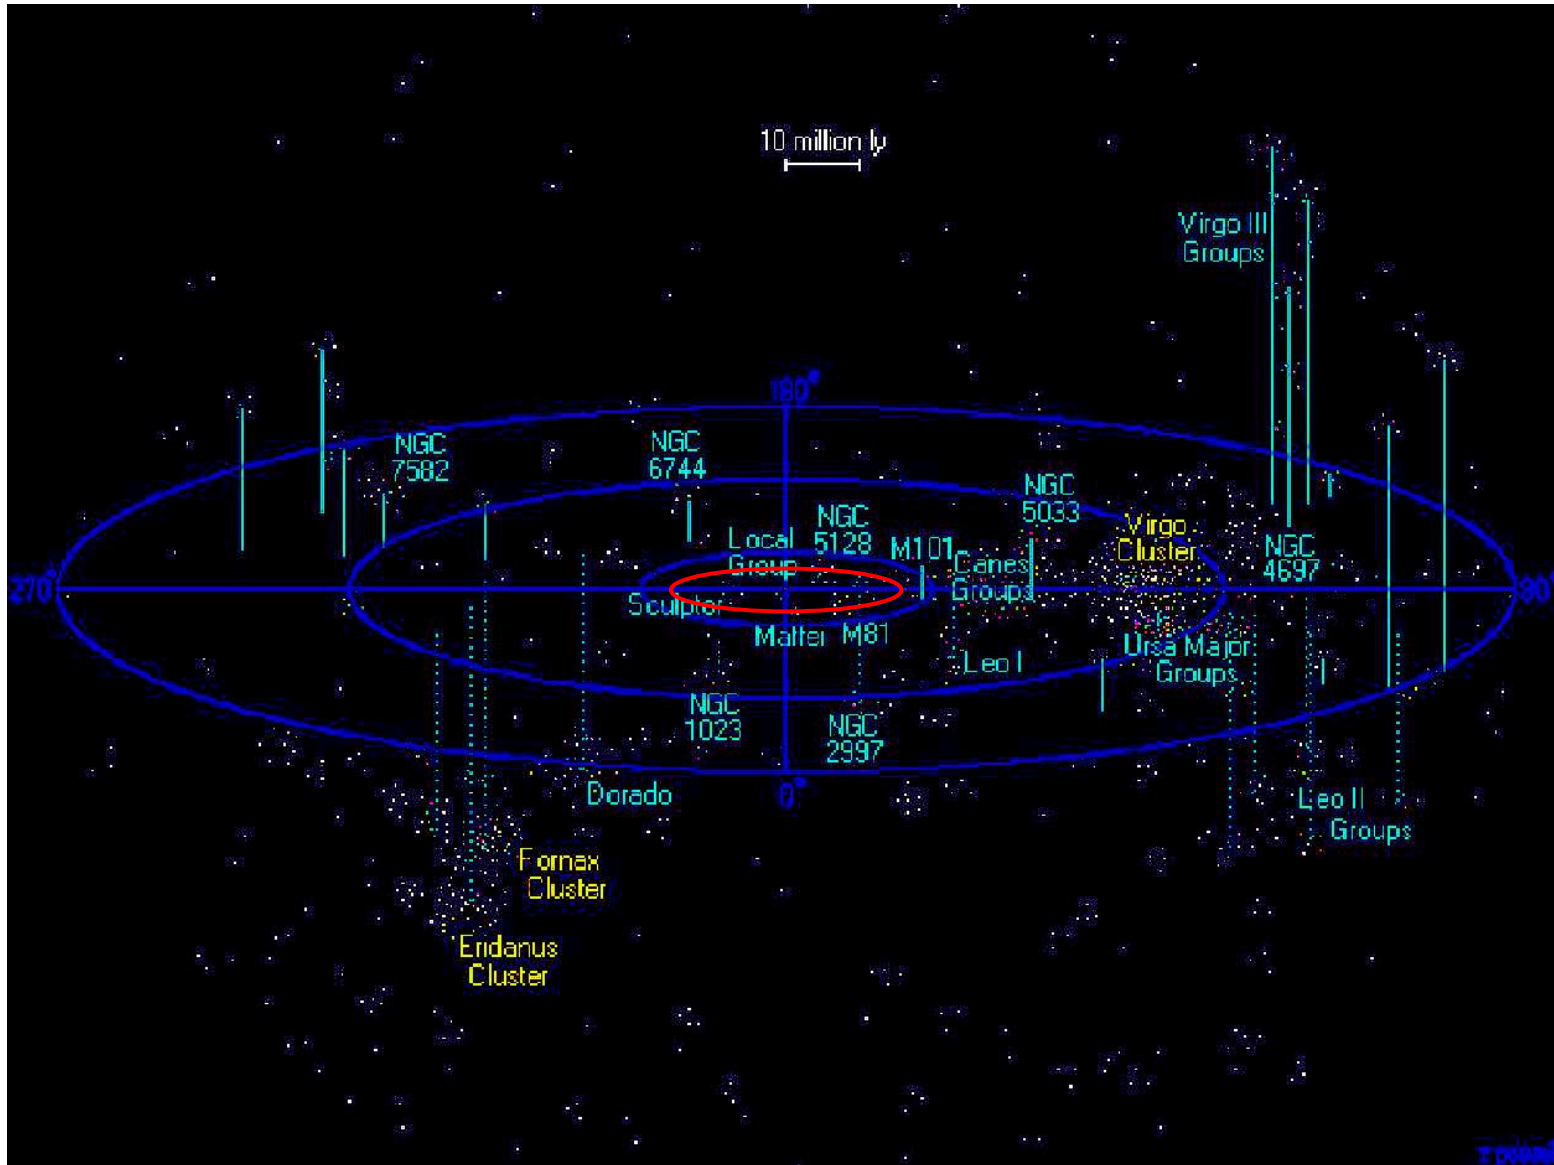 10 million ly
Virgo III
Groups
180°
NGC
7582
NGC
6744
NGC
5033
NGC
5128
Local
Group
M101
Canes
Groups
Virgo
Cluster
NGC
4697
270°
90°
Sculptor
Maffei
M81
Leo I
Ursa Major
Groups
NGC
1023
NGC
2997
Dorado
0°
Leo II
Groups
Fornax
Cluster
Eridanus
Cluster